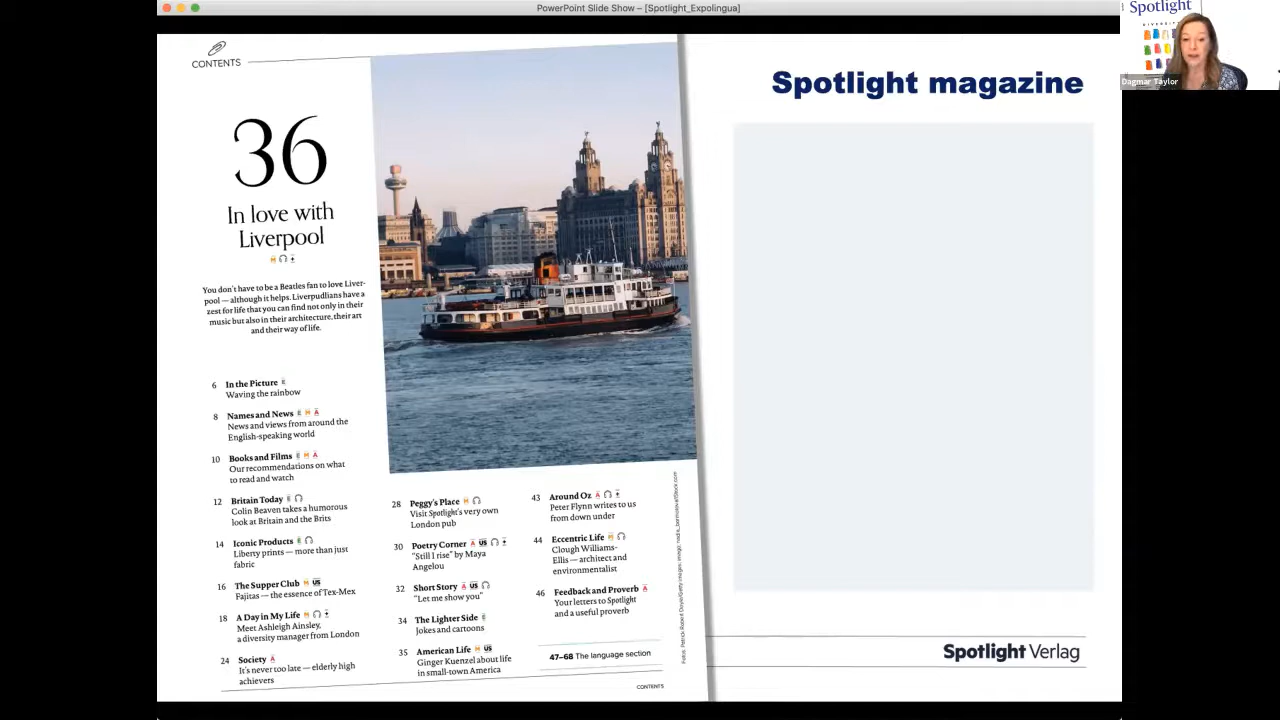 PowerPoint Slide Show – [Spotlight_Expolingua]
Spotlight
Dagmar Taylor
CONTENTS
36
In love with
Liverpool
You don't have to be a Beatles fan to love Liver-
pool — although it helps. Liverpudlians have a
zest for life that you can find not only in their
music but also in their architecture, their art
and their way of life.
6 In the Picture E
Waving the rainbow
8 Names and News E M A
News and views from around the
English-speaking world
10 Books and Films E M A
Our recommendations on what
to read and watch
12 Britain Today E
Colin Beaven takes a humorous
look at Britain and the Brits
14 Iconic Products E
Liberty prints — more than just
fabric
16 The Supper Club M US
Fajitas — the essence of Tex-Mex
18 A Day in My Life M
Meet Ashleigh Ainsley,
a diversity manager from London
24 Society A
It's never too late — elderly high
achievers
28 Peggy's Place M
Visit Spotlight's very own
London pub
30 Poetry Corner A US
"Still I rise" by Maya
Angelou
32 Short Story A US
"Let me show you"
34 The Lighter Side E
Jokes and cartoons
35 American Life M US
Ginger Kuenzel about life
in small-town America
43 Around Oz A
Peter Flynn writes to us
from down under
44 Eccentric Life M
Clough Williams-
Ellis — architect and
environmentalist
46 Feedback and Proverb A
Your letters to Spotlight
and a useful proverb
47–68 The language section
CONTENTS
Spotlight magazine
Spotlight Verlag